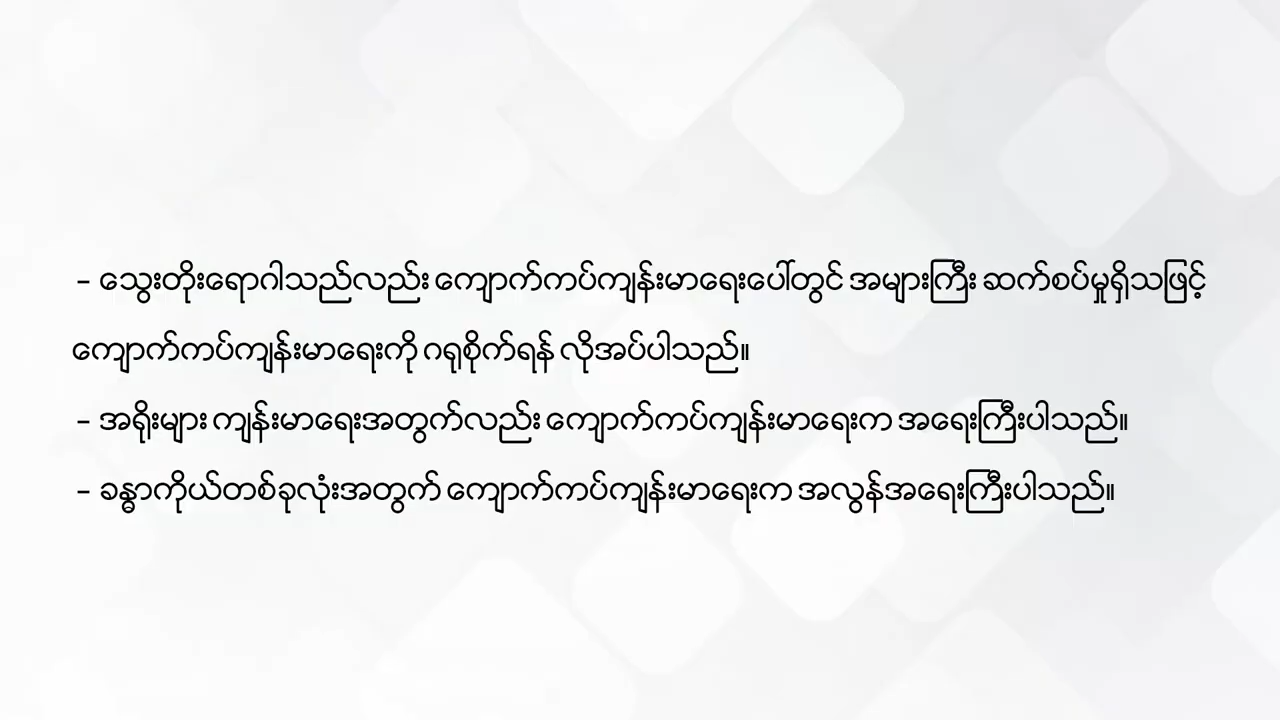 - သွေးတိုးရောဂါသည်လည်း ကျောက်ကပ်ကျန်းမာရေးပေါ်တွင် အများကြီး ဆက်စပ်မှုရှိသဖြင့်
ကျောက်ကပ်ကျန်းမာရေးကို ဂရုစိုက်ရန် လိုအပ်ပါသည်။
- အရိုးများ ကျန်းမာရေးအတွက်လည်း ကျောက်ကပ်ကျန်းမာရေးက အရေးကြီးပါသည်။
- ခန္ဓာကိုယ်တစ်ခုလုံးအတွက် ကျောက်ကပ်ကျန်းမာရေးက အလွန်အရေးကြီးပါသည်။